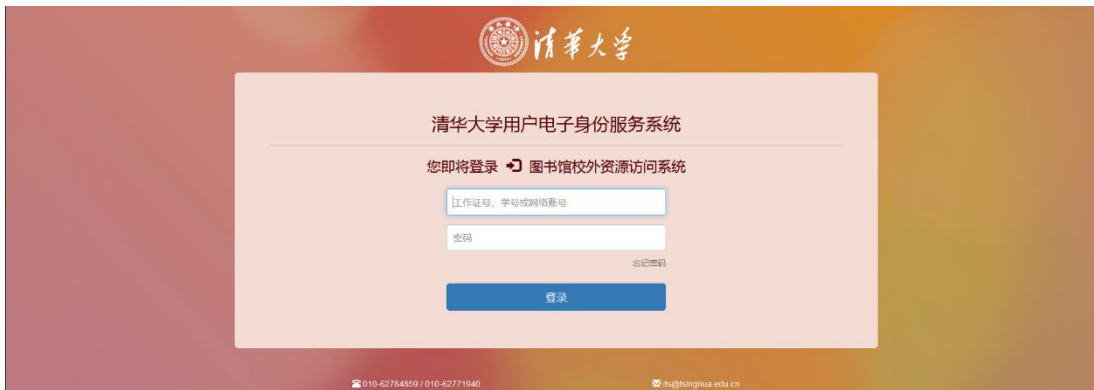 清华大学
清华大学用户电子身份服务系统
您即将登录 图书馆校外资源访问系统
工作证号、学号或网络账号
密码
忘记密码
登录
010-62784859 / 010-62771940 its@tsinghua.edu.cn